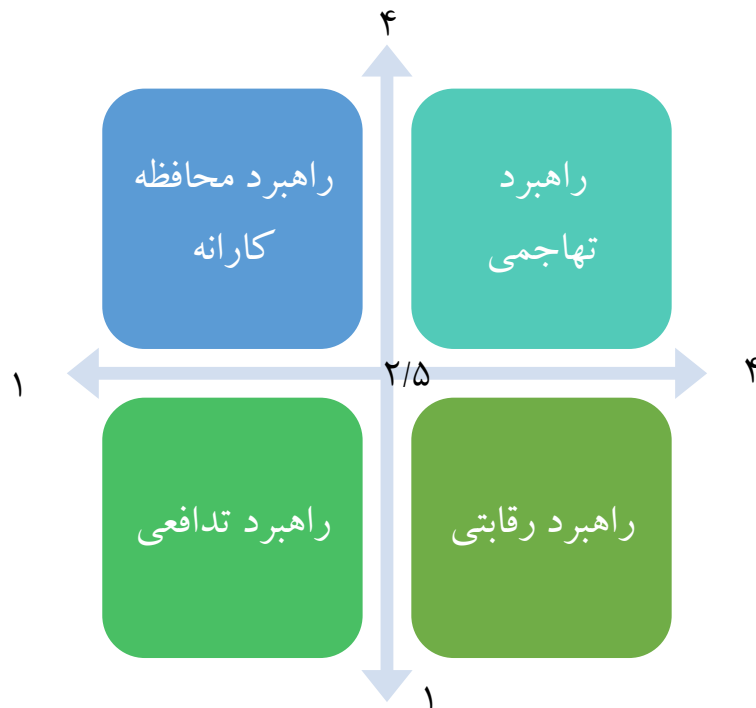 ۴
راهبرد
تهاجمی
راهبرد محافظه
کارانه
۴
۲/۵
۱
راهبرد رقابتی
راهبرد تدافعی
۱